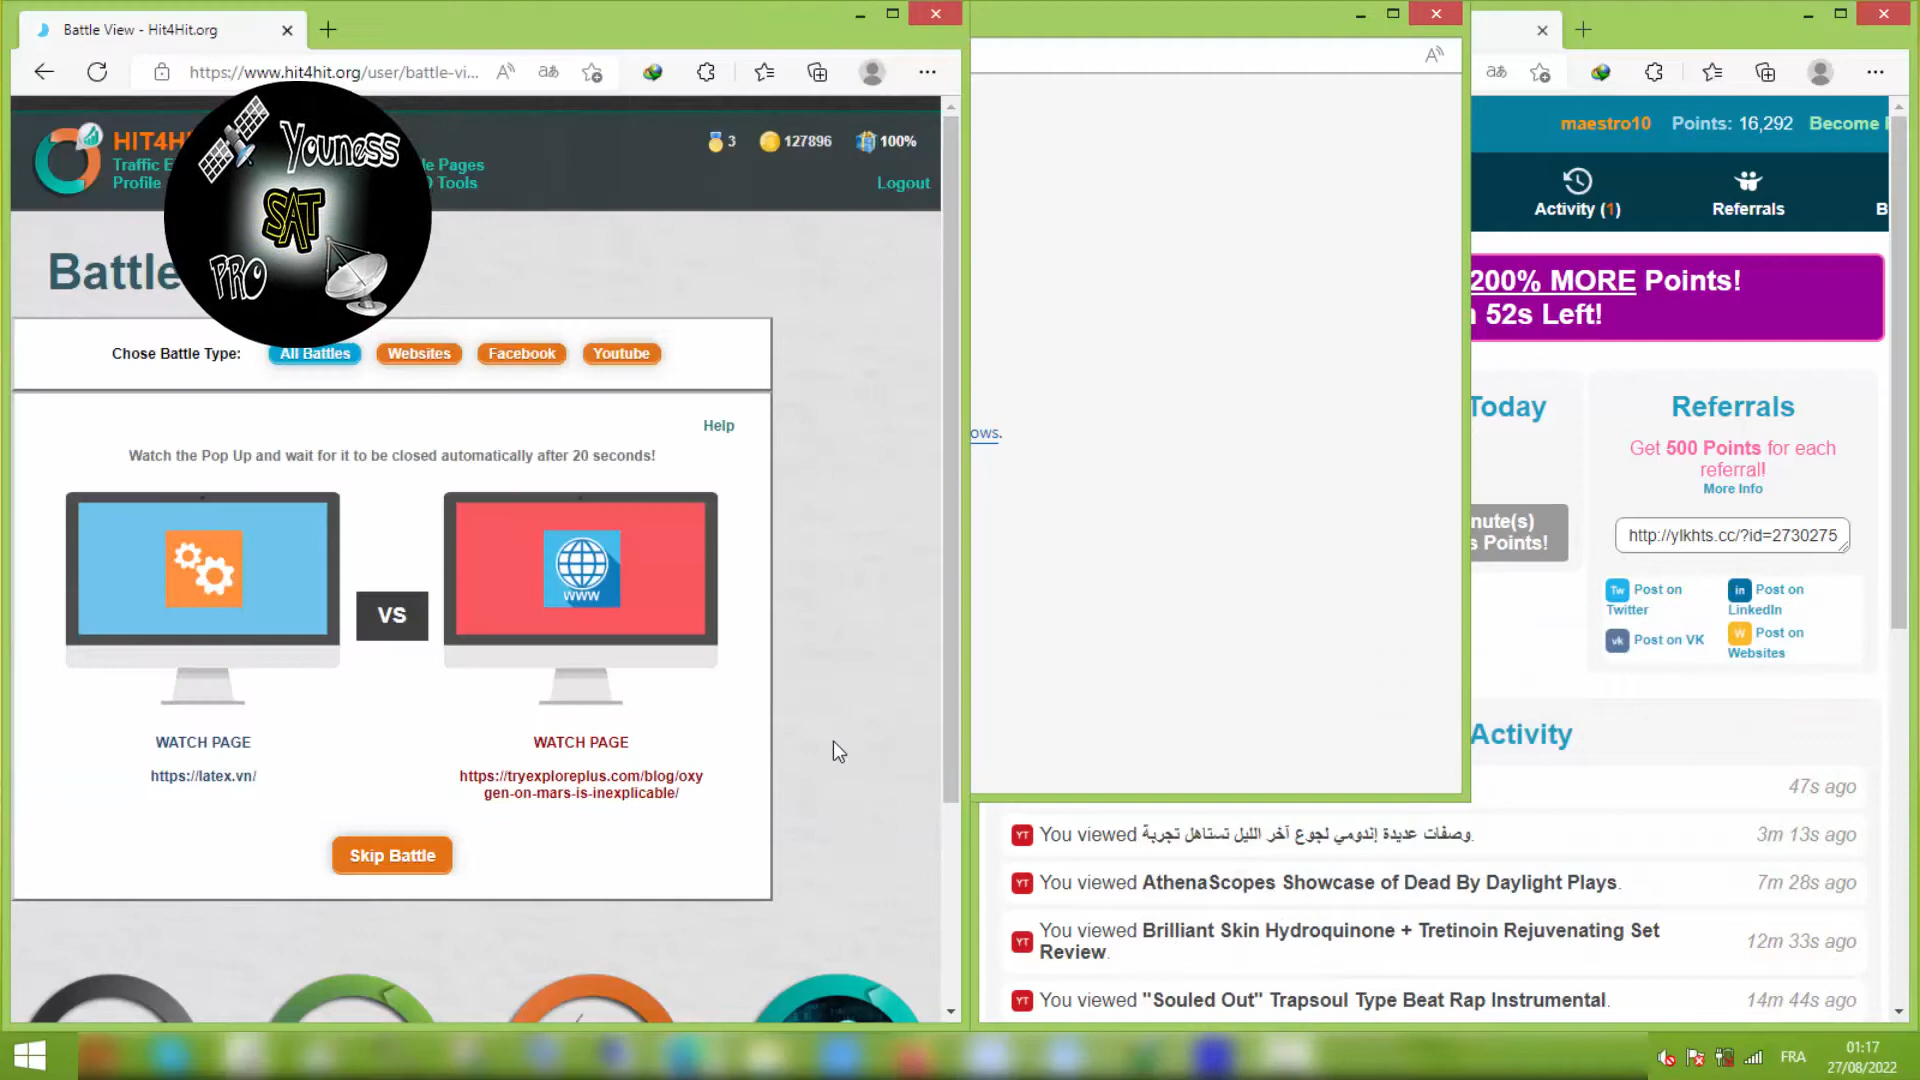 Battle View - Hit4Hit.org
https://www.hit4hit.org/user/battle-vi...
HIT4H
Traffic E
le Pages
Profile
Tools
3
127896
100%
Logout
Youness
SAT
PRO
Battle
Chose Battle Type:
All Battles
Websites
Facebook
Youtube
Help
Watch the Pop Up and wait for it to be closed automatically after 20 seconds!
WWW
VS
WATCH PAGE
https://latex.vn/
WATCH PAGE
https://tryexploreplus.com/blog/oxy
gen-on-mars-is-inexplicable/
Skip Battle
ows.
maestro10
Points: 16,292
Become
Activity (1)
Referrals
B
200% MORE Points!
52s Left!
Today
nute(s)
s Points!
Referrals
Get 500 Points for each
referral!
More Info
http://ylkhts.cc/?id=2730275
Tw Post on
Twitter
in Post on
LinkedIn
vk Post on VK
W Post on
Websites
Activity
47s ago
YT You viewed وصفات عديدة إندومي لجوع آخر الليل تستاهل تجربة.
3m 13s ago
YT You viewed AthenaScopes Showcase of Dead By Daylight Plays.
7m 28s ago
YT You viewed Brilliant Skin Hydroquinone + Tretinoin Rejuvenating Set
Review.
12m 33s ago
YT You viewed "Souled Out" Trapsoul Type Beat Rap Instrumental.
14m 44s ago
FRA
01:17
27/08/2022